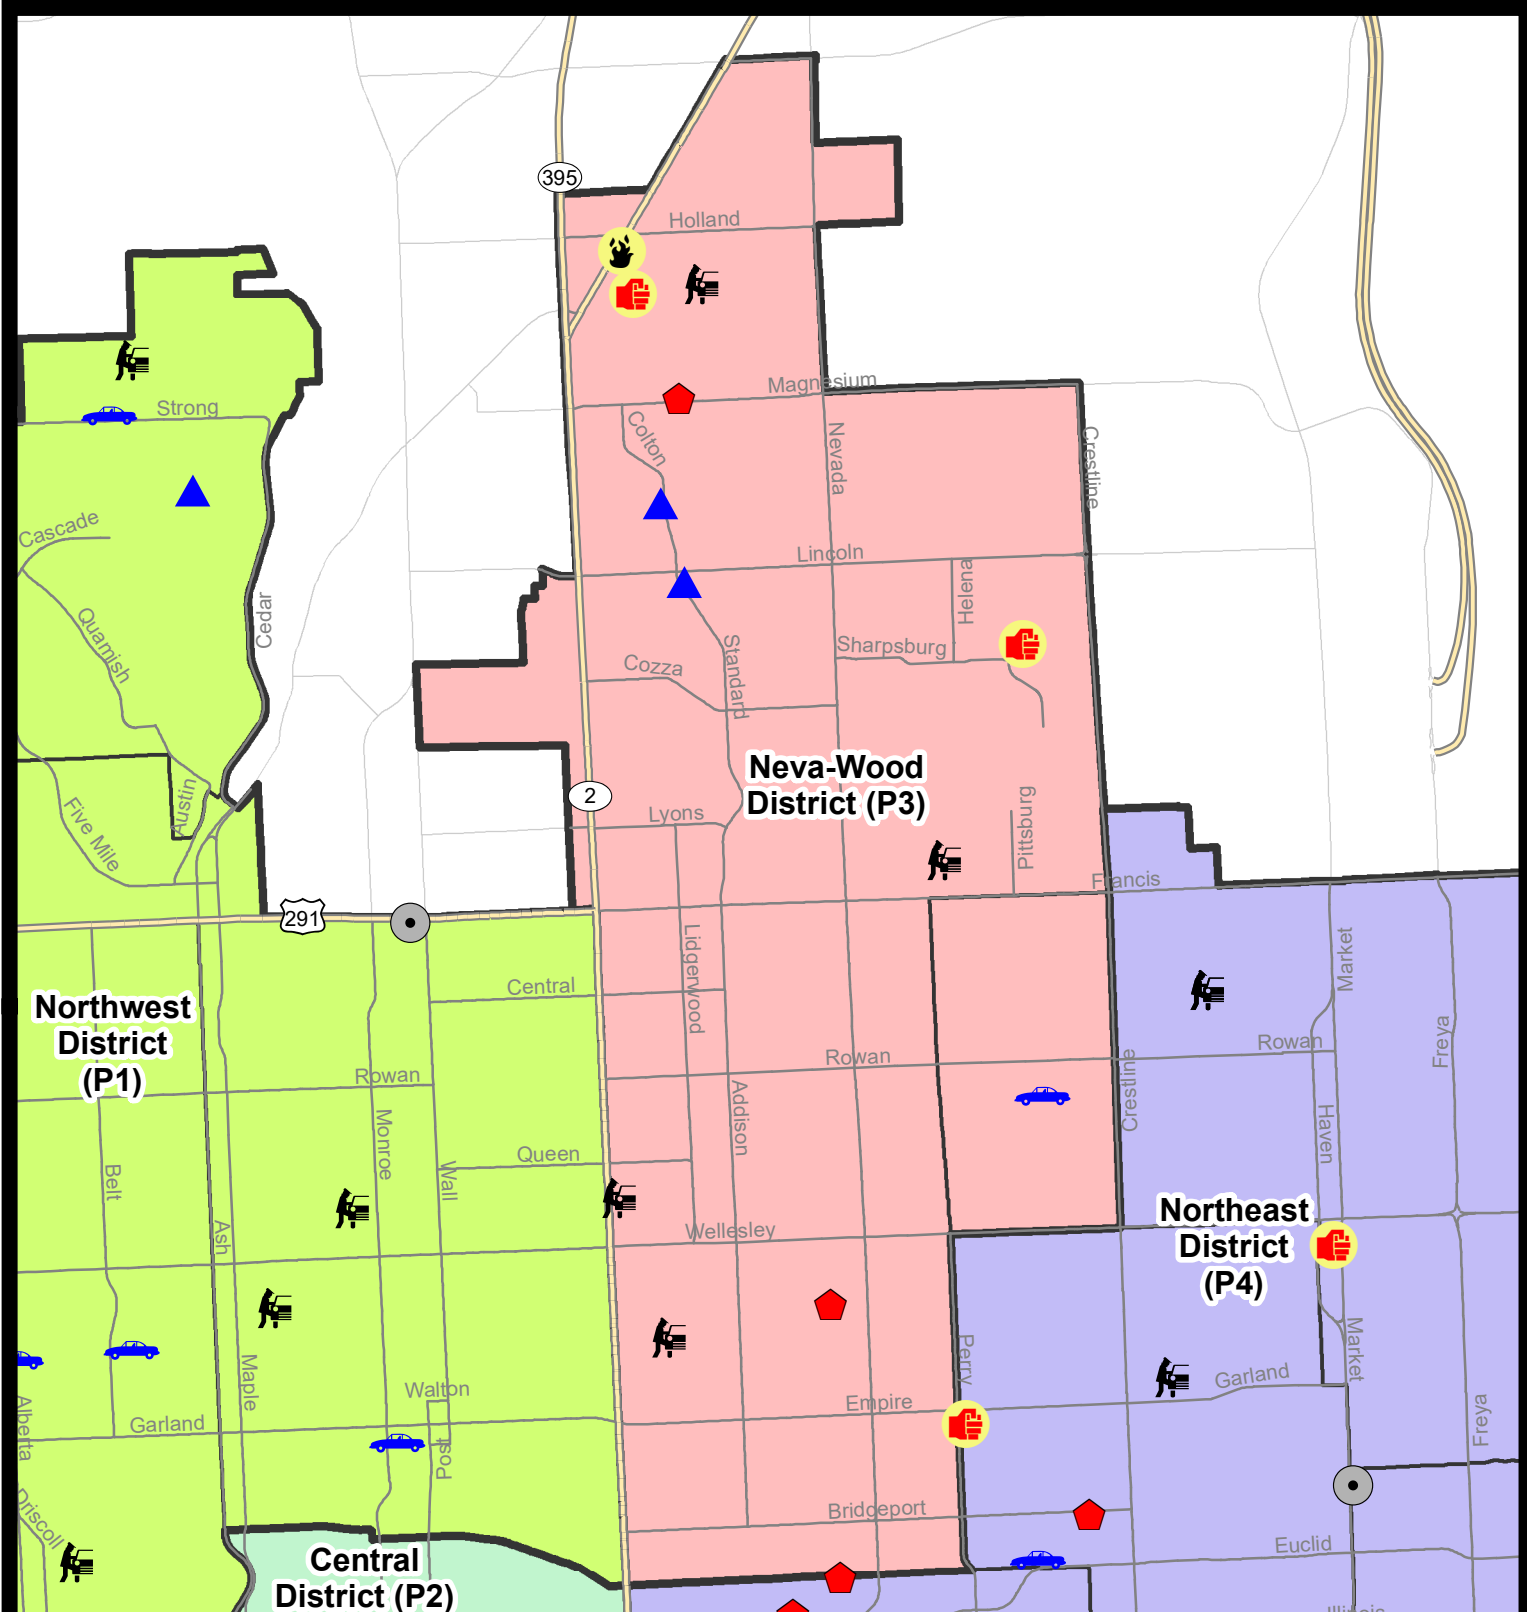 395
Holland
Magnesium
Strong
Colton
Nevada
Crestline
Cascade
Lincoln
Helena
Cedar
Quamish
Sharpsburg
Cozza
Standard
Neva-Wood
District (P3)
2
Lyons
Pittsburg
Austin
Five Mile
Francis
291
Lidgerwood
Market
Central
Northwest
District
(P1)
Freya
Rowan
Rowan
Rowan
Crestline
Addison
Monroe
Haven
Queen
Wall
Belt
Northeast
District
(P4)
Ash
Wellesley
Perry
Market
Maple
Garland
Walton
Empire
Alberta
Garland
Freya
Post
Driscoll
Bridgeport
Euclid
Central
District (P2)